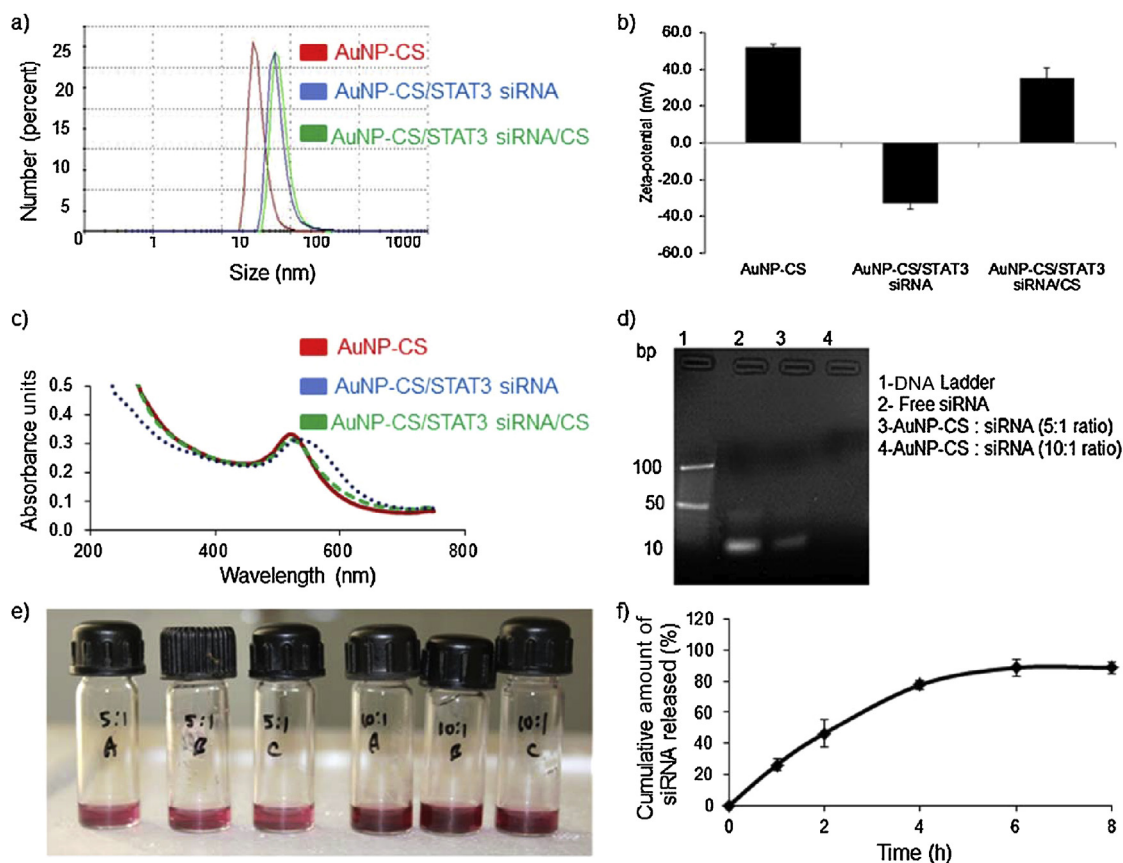 a)
25
20
15
10
5
0
1
10
100
1000
Number (percent)
Size (nm)
AuNP-CS
AuNP-CS/STAT3 siRNA
AuNP-CS/STAT3 siRNA/CS
b)
60.0
40.0
20.0
0.0
-20.0
-40.0
-60.0
Zeta-potential (mV)
AuNP-CS
AuNP-CS/STAT3
siRNA
AuNP-CS/STAT3
siRNA/CS
c)
AuNP-CS
AuNP-CS/STAT3 siRNA
AuNP-CS/STAT3 siRNA/CS
0.5
0.4
0.3
0.2
0.1
0.0
200
400
600
800
Absorbance units
Wavelength (nm)
d)
1 2 3 4
bp
100
50
10
1-DNA Ladder
2- Free siRNA
3-AuNP-CS : siRNA (5:1 ratio)
4-AuNP-CS : siRNA (10:1 ratio)
e)
5:1
A
5:1
B
5:1
C
10:1
A
10:1
B
10:1
C
f)
120
100
80
60
40
20
0
0
2
4
6
8
Cumulative amount of
siRNA released (%)
Time (h)